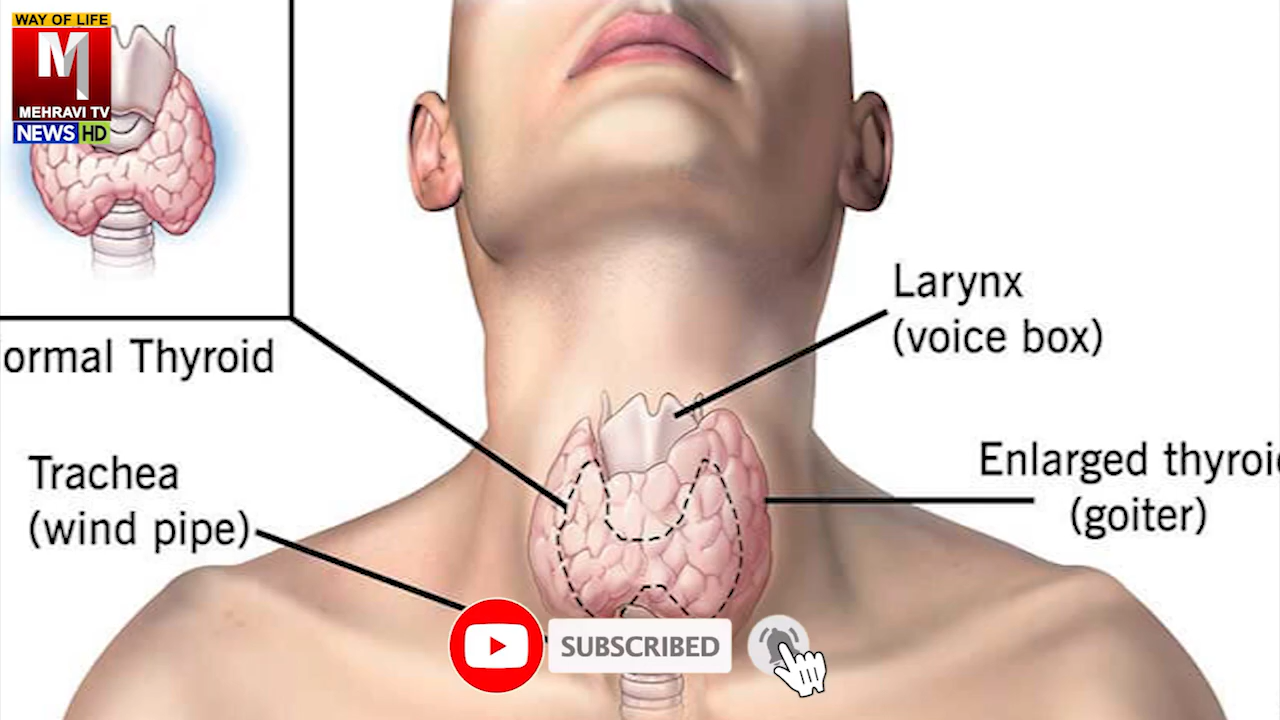 WAY OF LIFE
M
MEHRAVI TV
NEWS HD
ormal Thyroid
Trachea
(wind pipe)
Larynx
(voice box)
Enlarged thyroi
(goiter)
SUBSCRIBED